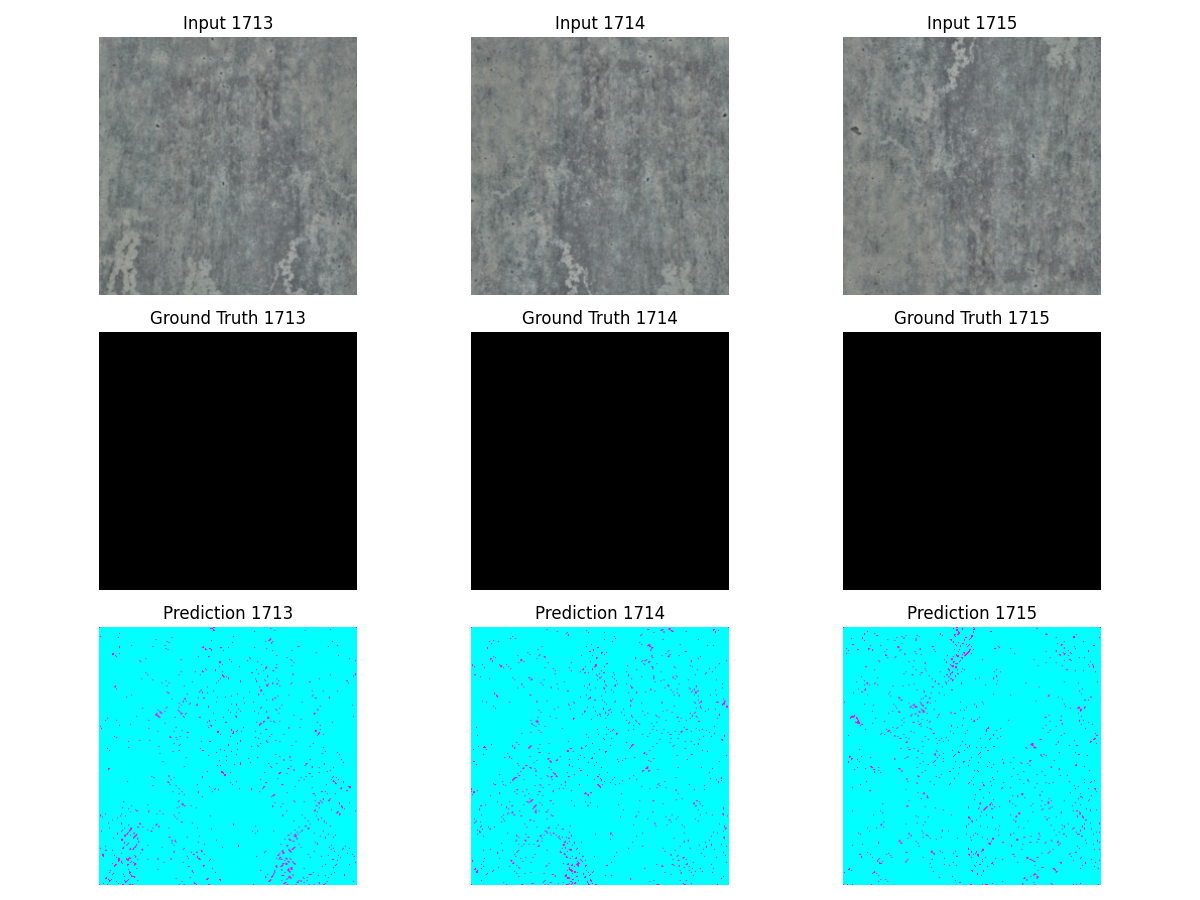 Input 1713
Input 1714
Input 1715
Ground Truth 1713
Ground Truth 1714
Ground Truth 1715
Prediction 1713
Prediction 1714
Prediction 1715